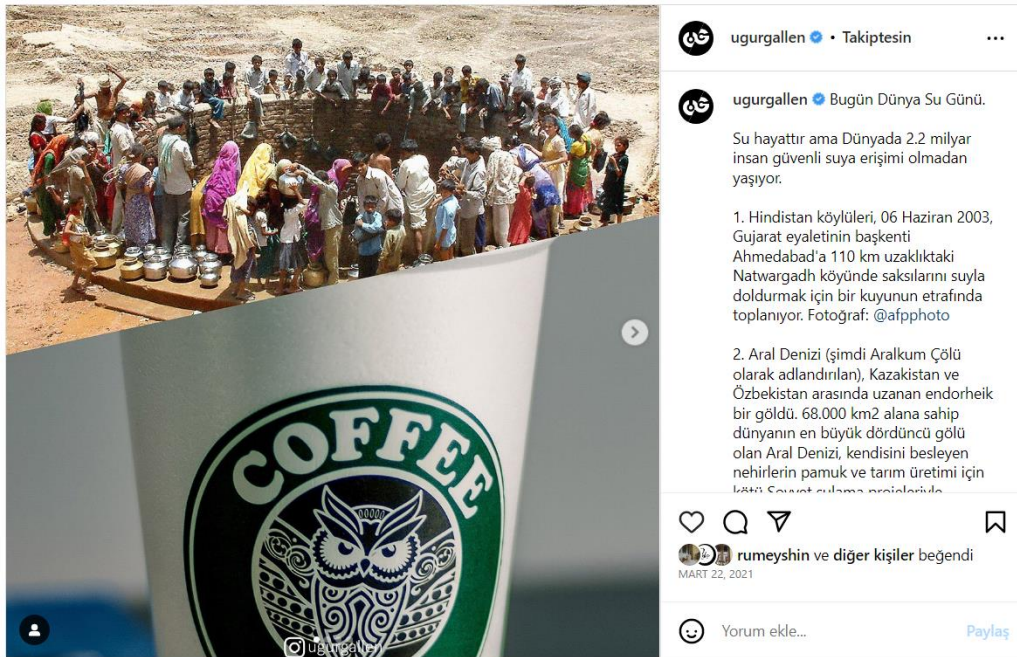 COFFEE
ugurgallen
ugurgallen • Takiptesin
ugurgallen Bugün Dünya Su Günü.
Su hayattır ama Dünyada 2.2 milyar
insan güvenli suya erişimi olmadan
yaşıyor.
1. Hindistan köylüleri, 06 Haziran 2003,
Gujarat eyaletinin başkenti
Ahmedabad'a 110 km uzaklıktaki
Natwargadh köyünde saksılarını suyla
doldurmak için bir kuyunun etrafında
toplanıyor. Fotoğraf: @afpphoto
2. Aral Denizi (şimdi Aralkum Çölü
olarak adlandırılan), Kazakistan ve
Özbekistan arasında uzanan endorheik
bir göldü. 68.000 km2 alana sahip
dünyanın en büyük dördüncü gölü
olan Aral Denizi, kendisini besleyen
nehirlerin pamuk ve tarım üretimi için
kötü Sovyet sulama projeleriyle
rumeyshin ve diğer kişiler beğendi
MART 22, 2021
Yorum ekle...
Paylaş